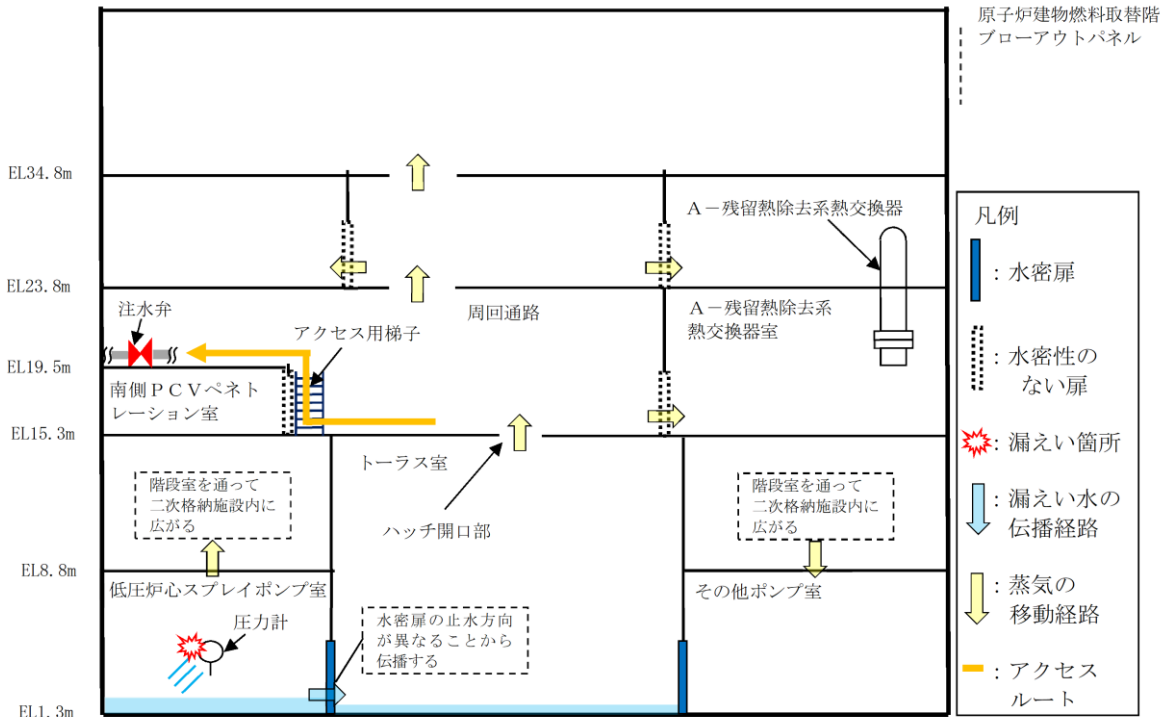 原子炉建物燃料取替階
ブローアウトパネル
EL34.8m
A－残留熱除去系熱交換器
EL23.8m
注水弁
周回通路
A－残留熱除去系
熱交換器室
アクセス用梯子
EL19.5m
南側PCVペネト
レーション室
EL15.3m
トーラス室
階段室を通って
二次格納施設内に
広がる
ハッチ開口部
階段室を通って
二次格納施設内に
広がる
EL8.8m
低圧炉心スプレイポンプ室
その他ポンプ室
圧力計
水密扉の止水方向
が異なることから
伝播する
EL1.3m
凡例
：水密扉
：水密性の
ない扉
：漏えい箇所
：漏えい水の
伝播経路
：蒸気の
移動経路
：アクセス
ルート